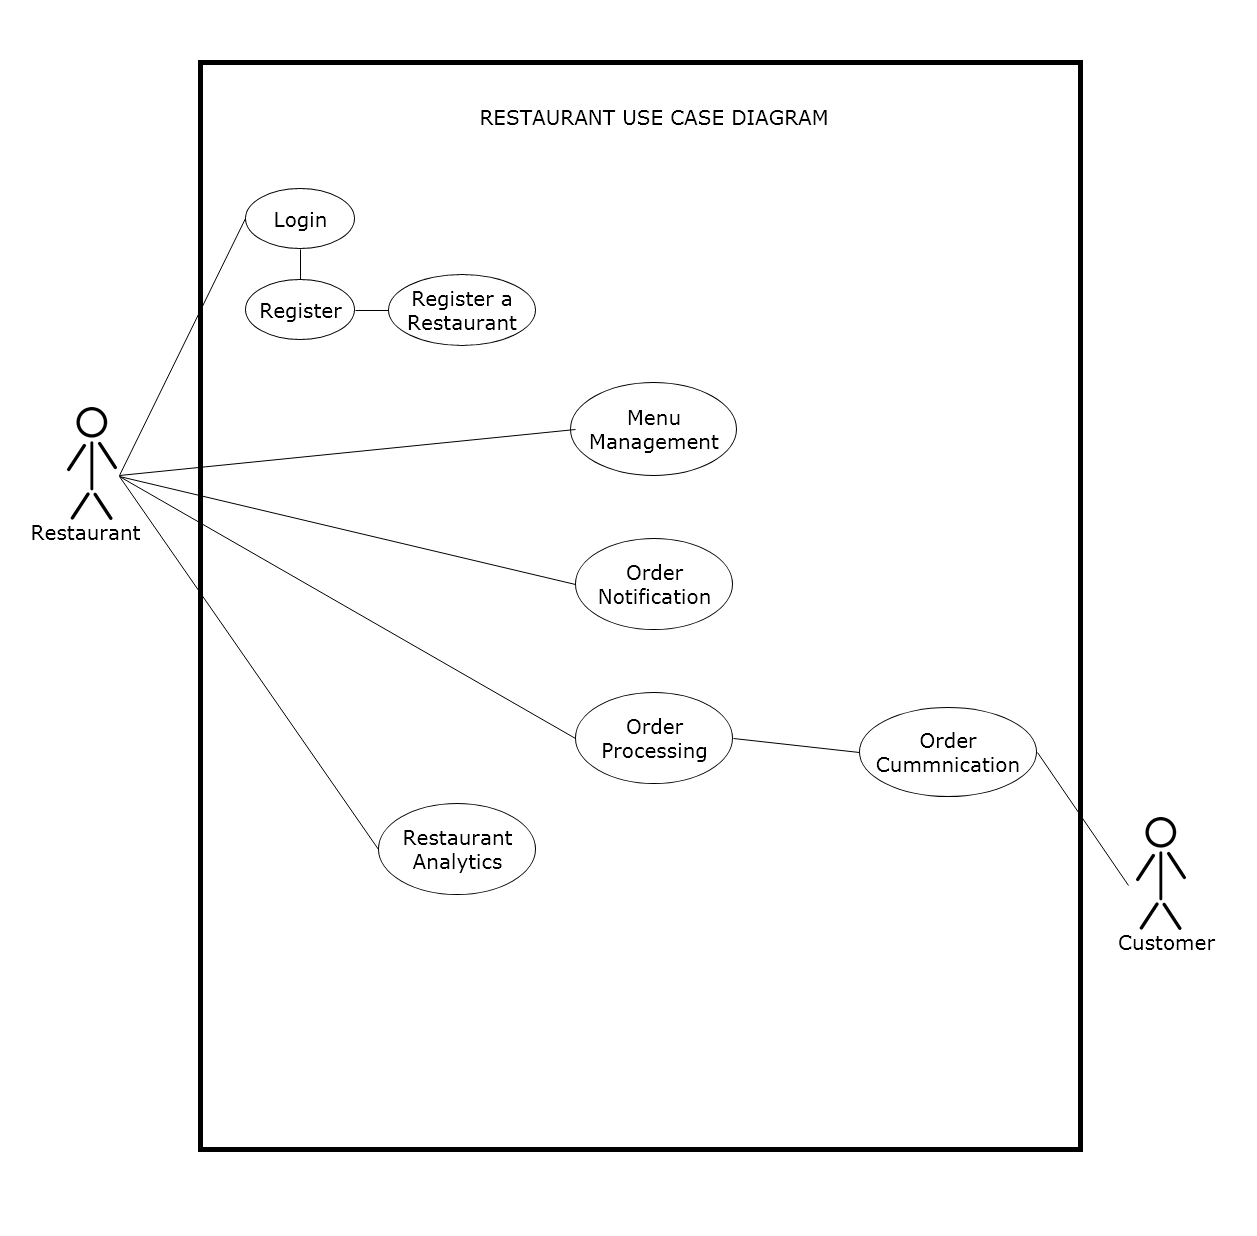 RESTAURANT USE CASE DIAGRAM
Login
Register
Register a
Restaurant
Menu
Management
Restaurant
Order
Notification
Order
Processing
Order
Cummnication
Restaurant
Analytics
Customer